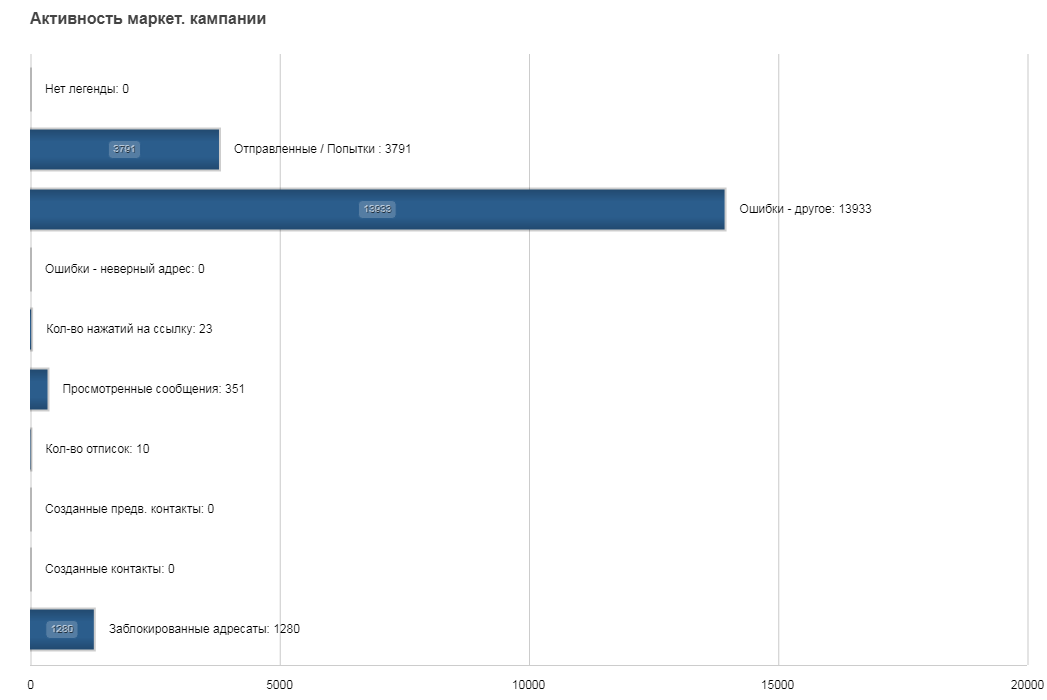 Активность маркет. кампании
Нет легенды: 0
3791 Отправленные / Попытки : 3791
13933 Ошибки - другое: 13933
Ошибки - неверный адрес: 0
Кол-во нажатий на ссылку: 23
Просмотренные сообщения: 351
Кол-во отписок: 10
Созданные предв. контакты: 0
Созданные контакты: 0
1280 Заблокированные адресаты: 1280
0 5000 10000 15000 20000